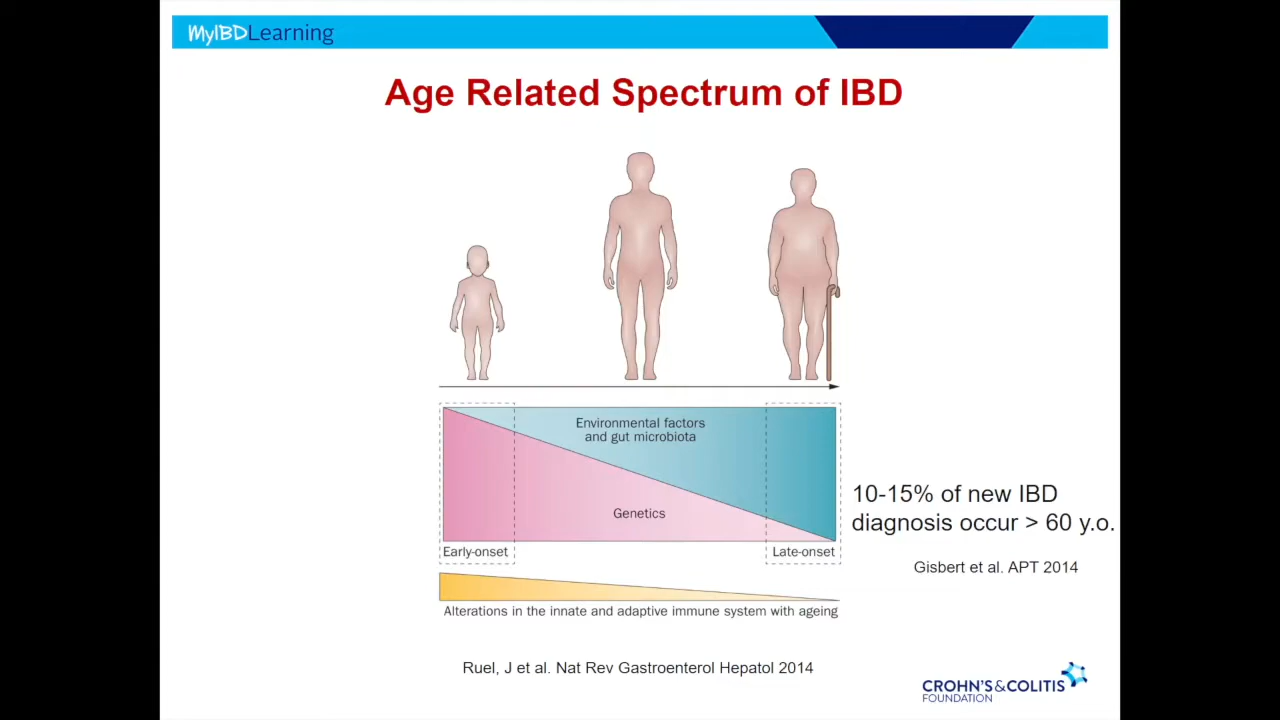 MyIBDLearning
Age Related Spectrum of IBD
Environmental factors
and gut microbiota
Genetics
Early-onset
Late-onset
10-15% of new IBD
diagnosis occur > 60 y.o.
Gisbert et al. APT 2014
Alterations in the innate and adaptive immune system with ageing
Ruel, J et al. Nat Rev Gastroenterol Hepatol 2014
CROHN'S&COLITIS
FOUNDATION